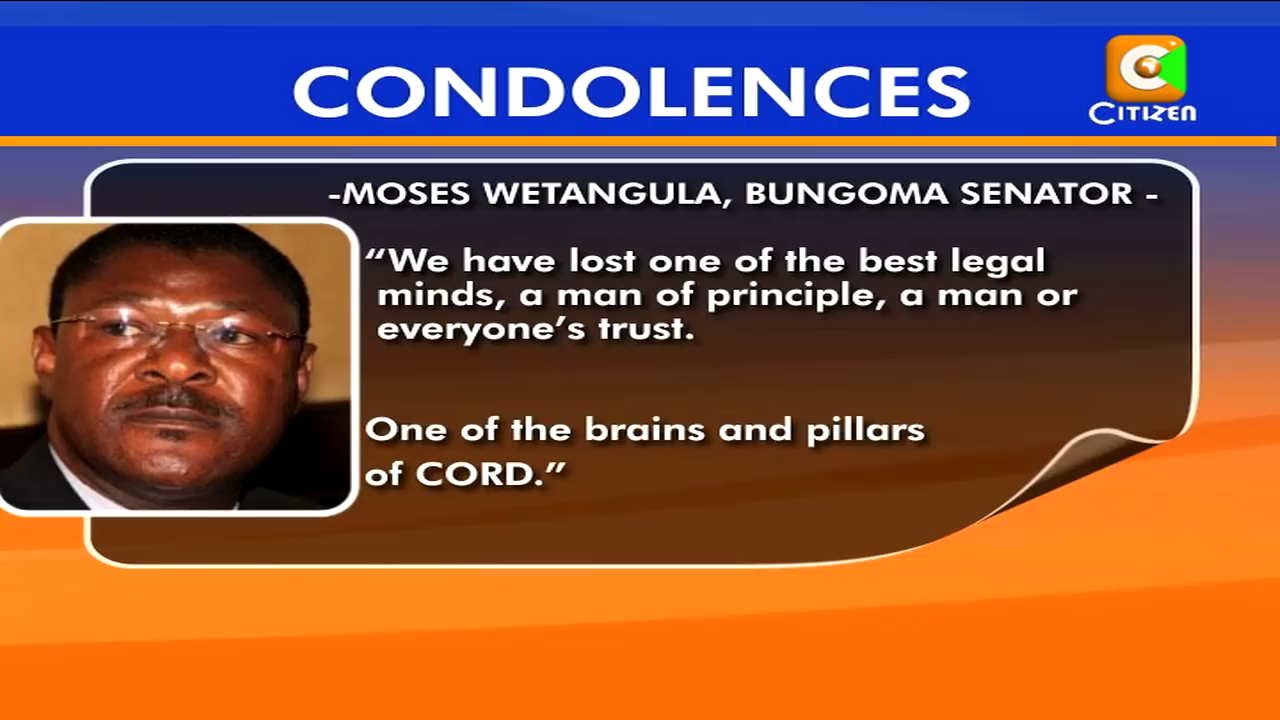 CONDOLENCES
CITIZEN
-MOSES WETANGULA, BUNGOMA SENATOR -
“We have lost one of the best legal
minds, a man of principle, a man or
everyone’s trust.
One of the brains and pillars
of CORD.”